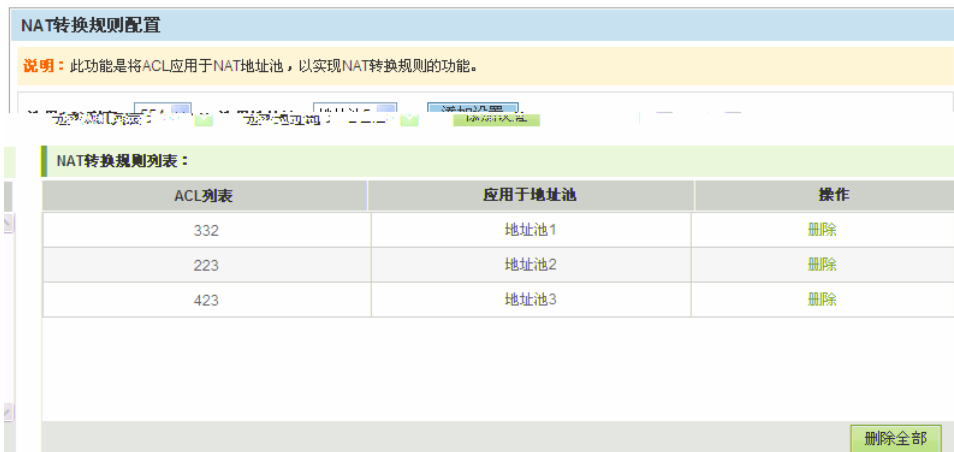 NAT转换规则配置
说明：此功能是将ACL应用于NAT地址池，以实现NAT转换规则的功能。
添加设置
NAT转换规则列表：
ACL列表 应用于地址池 操作
332 地址池1 删除
223 地址池2 删除
423 地址池3 删除
删除全部